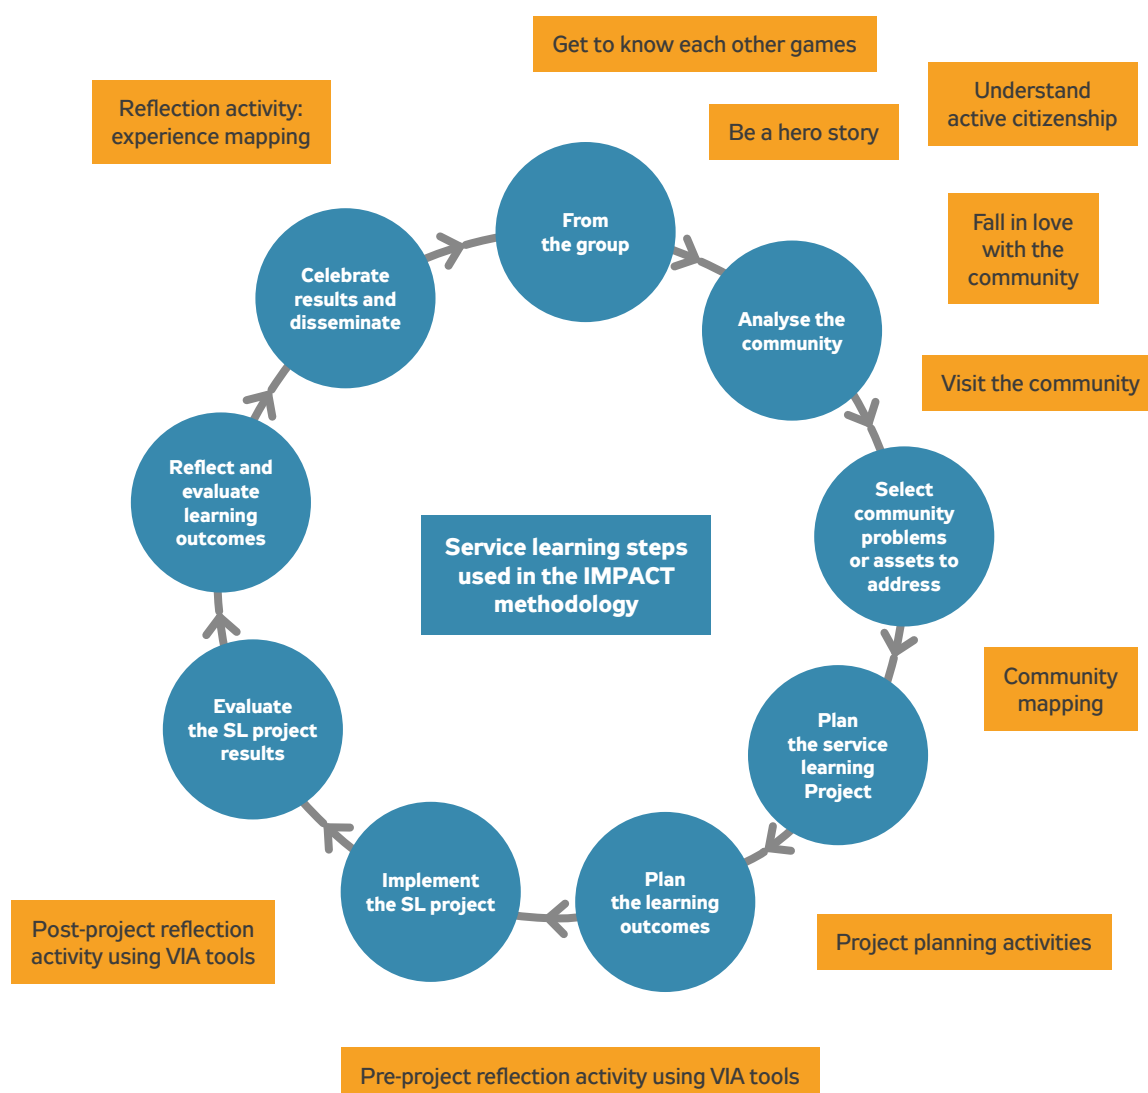 Get to know each other games
Understand
active citizenship
Reflection activity:
experience mapping
Be a hero story
From
the group
Fall in love
with the
community
Celebrate
results and
disseminate
Analyse the
community
Visit the community
Reflect and
evaluate
learning
outcomes
Select
community
problems
or assets to
address
Service learning steps
used in the IMPACT
methodology
Community
mapping
Evaluate
the SL project
results
Plan
the service
learning
Project
Implement
the SL project
Plan
the learning
outcomes
Post-project reflection
activity using VIA tools
Project planning activities
Pre-project reflection activity using VIA tools